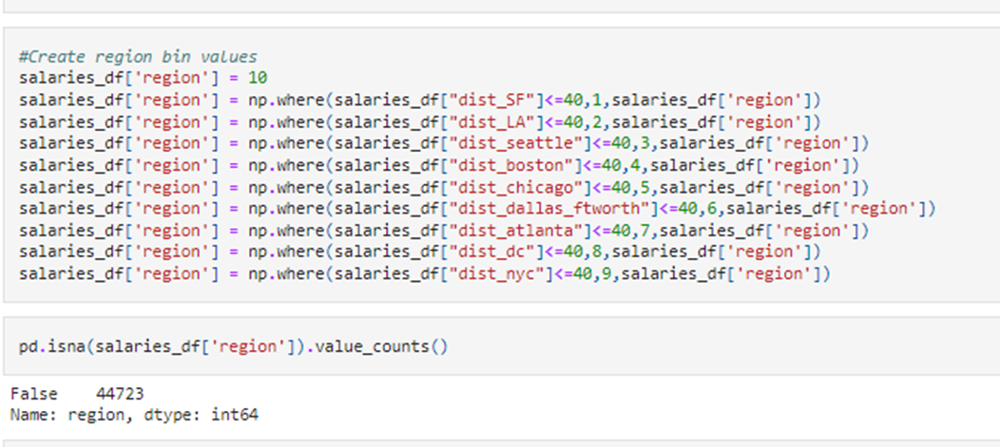 #Create region bin values
salaries_df['region'] = 10
salaries_df['region'] = np.where(salaries_df["dist_SF"]<=40,1,salaries_df['region'])
salaries_df['region'] = np.where(salaries_df["dist_LA"]<=40,2,salaries_df['region'])
salaries_df['region'] = np.where(salaries_df["dist_seattle"]<=40,3,salaries_df['region'])
salaries_df['region'] = np.where(salaries_df["dist_boston"]<=40,4,salaries_df['region'])
salaries_df['region'] = np.where(salaries_df["dist_chicago"]<=40,5,salaries_df['region'])
salaries_df['region'] = np.where(salaries_df["dist_dallas_ftworth"]<=40,6,salaries_df['region'])
salaries_df['region'] = np.where(salaries_df["dist_atlanta"]<=40,7,salaries_df['region'])
salaries_df['region'] = np.where(salaries_df["dist_dc"]<=40,8,salaries_df['region'])
salaries_df['region'] = np.where(salaries_df["dist_nyc"]<=40,9,salaries_df['region'])
pd.isna(salaries_df['region']).value_counts()
False    44723
Name: region, dtype: int64